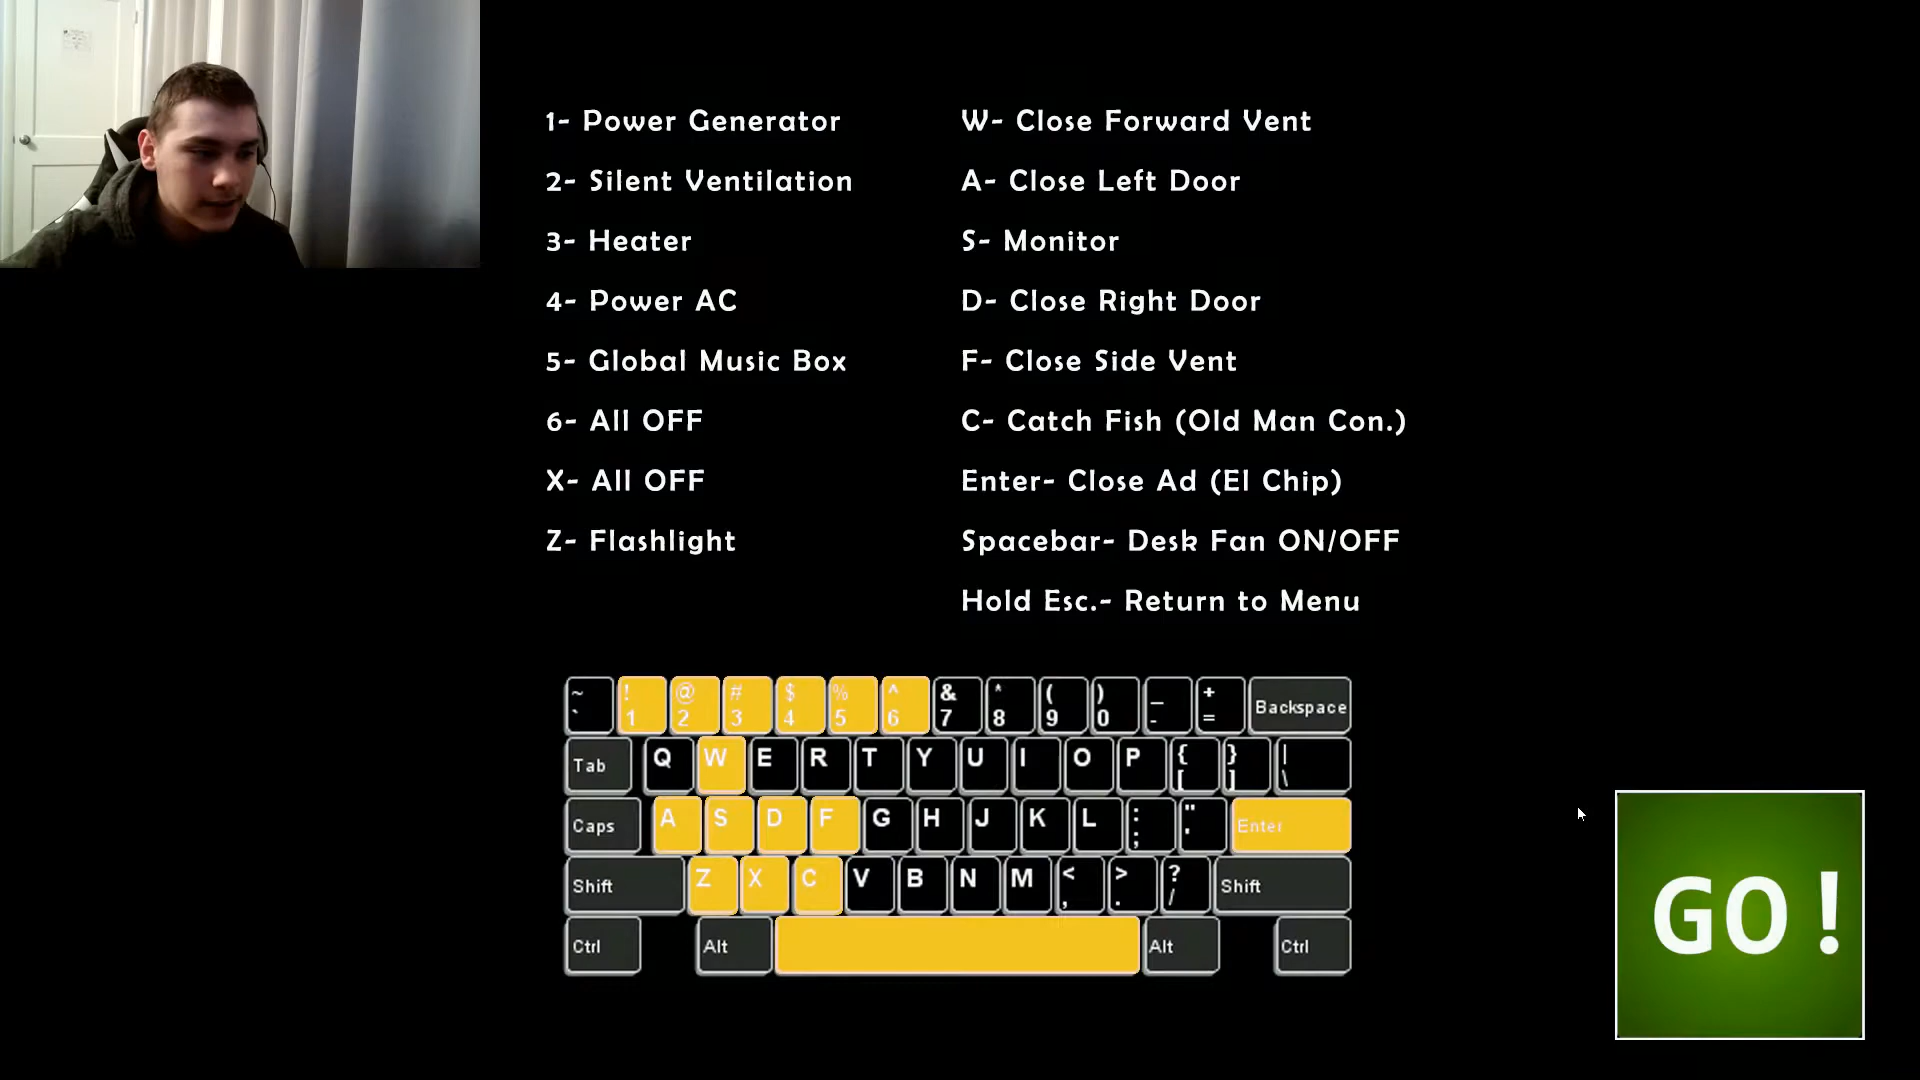 1- Power Generator
2- Silent Ventilation
3- Heater
4- Power AC
5- Global Music Box
6- All OFF
X- All OFF
Z- Flashlight
W- Close Forward Vent
A- Close Left Door
S- Monitor
D- Close Right Door
F- Close Side Vent
C- Catch Fish (Old Man Con.)
Enter- Close Ad (El Chip)
Spacebar- Desk Fan ON/OFF
Hold Esc.- Return to Menu
~ ! @ # $ % ^ & * ( ) _ +
` 1 2 3 4 5 6 7 8 9 0 - = Backspace
Tab Q W E R T Y U I O P { [ } ] | \
Caps A S D F G H J K L : ; " ' Enter
Shift Z X C V B N M < , > . ? / Shift
Ctrl Alt Alt Ctrl
GO!